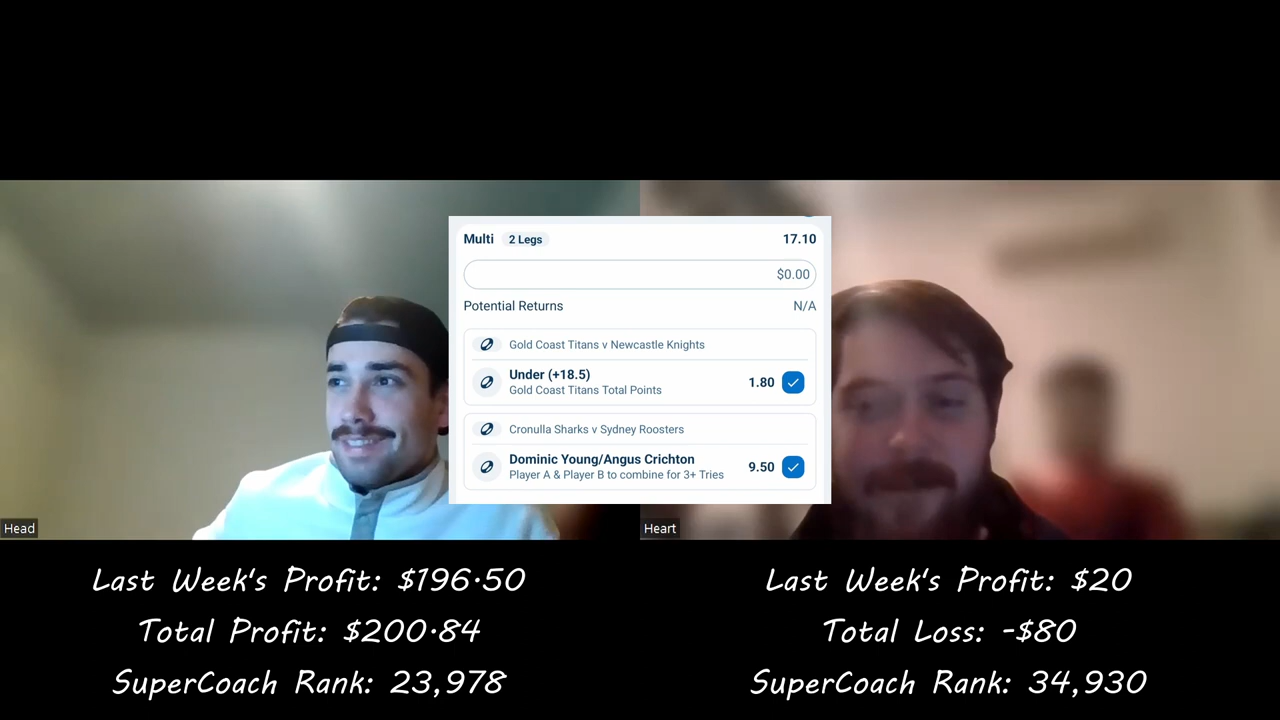 Multi 2 Legs 17.10
$0.00
Potential Returns N/A
Gold Coast Titans v Newcastle Knights
Under (+18.5) 1.80
Gold Coast Titans Total Points
Cronulla Sharks v Sydney Roosters
Dominic Young/Angus Crichton 9.50
Player A & Player B to combine for 3+ Tries
Head
Heart
Last Week's Profit: $196.50
Total Profit: $200.84
SuperCoach Rank: 23,978
Last Week's Profit: $20
Total Loss: -$80
SuperCoach Rank: 34,930